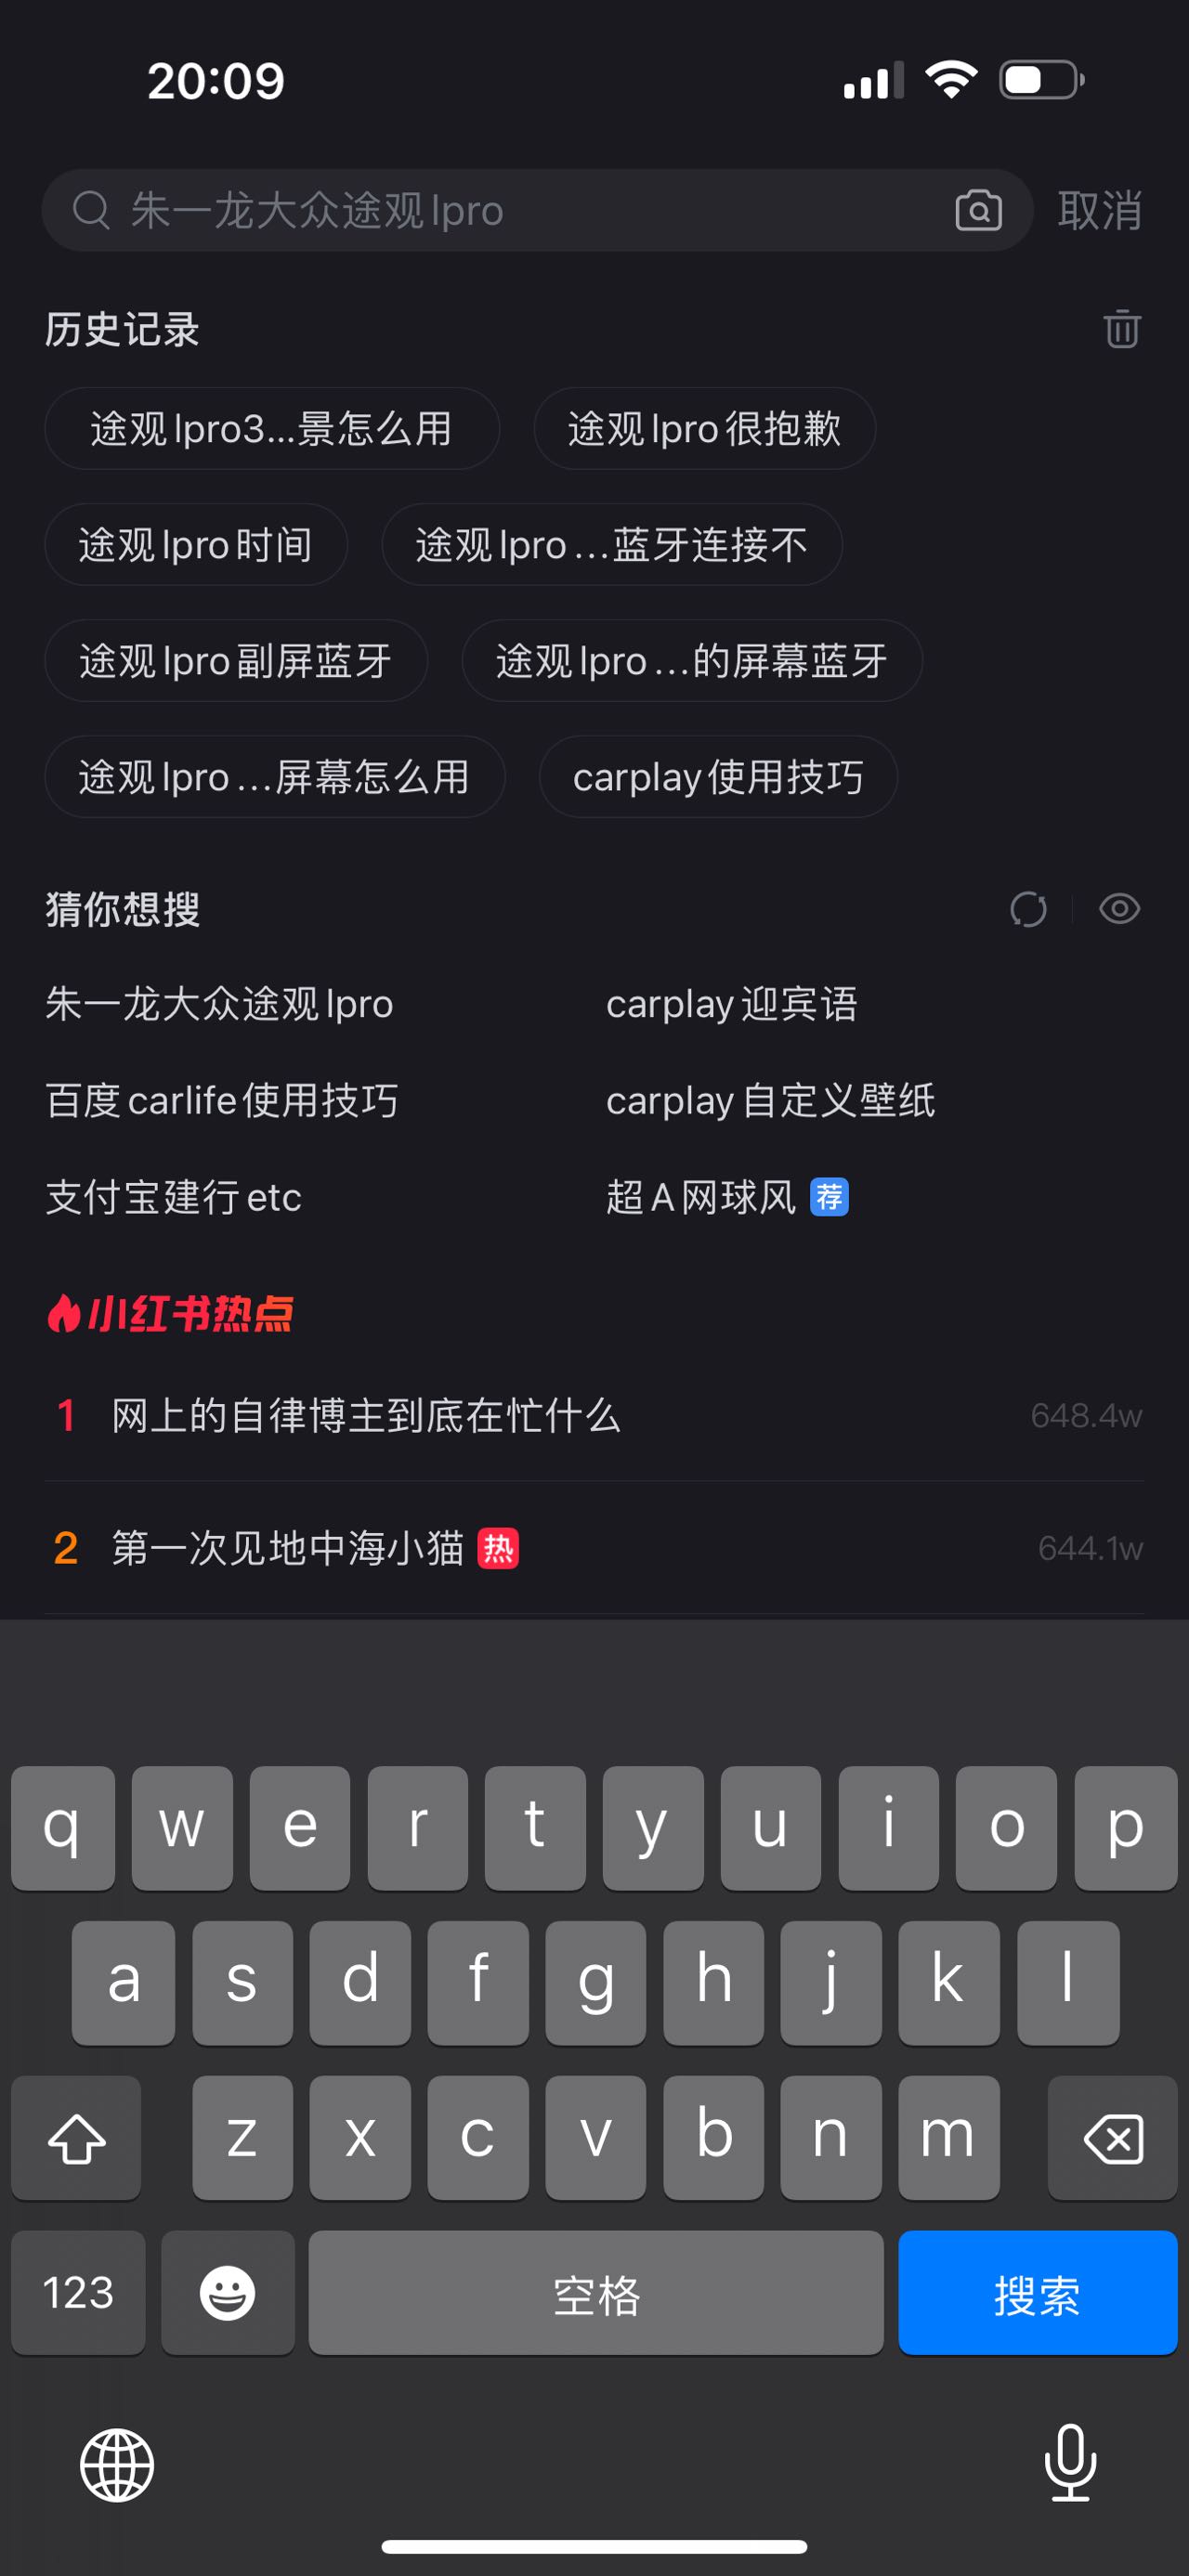 20:09
朱一龙大众途观lpro 取消
历史记录
途观lpro3...景怎么用 途观lpro很抱歉
途观lpro时间 途观lpro...蓝牙连接不
途观lpro副屏蓝牙 途观lpro...的屏幕蓝牙
途观lpro...屏幕怎么用 carplay使用技巧
猜你想搜
朱一龙大众途观lpro carplay迎宾语
百度carlife使用技巧 carplay自定义壁纸
支付宝建行etc 超A网球风 荐
小红书热点
1 网上的自律博主到底在忙什么 648.4w
2 第一次见地中海小猫 热 644.1w
q w e r t y u i o p
a s d f g h j k l
z x c v b n m
123 空格 搜索